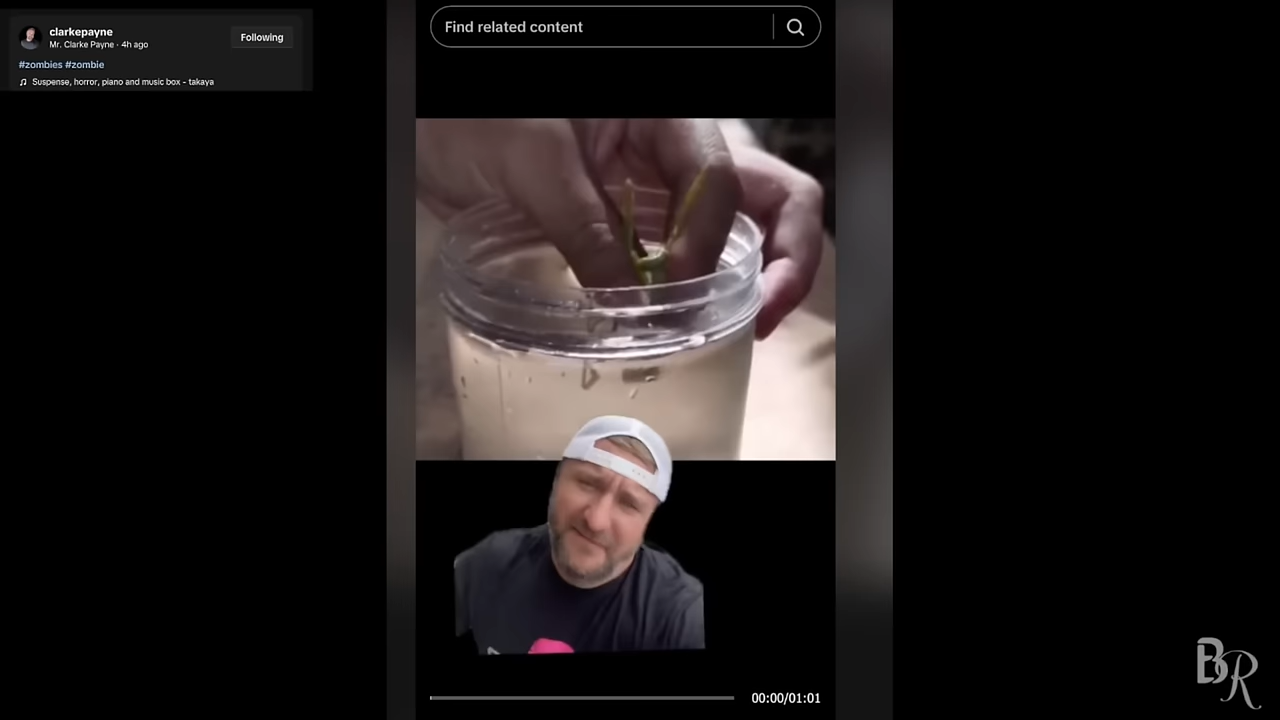 clarkepayne
Mr. Clarke Payne · 4h ago
Following
#zombies #zombie
Suspense, horror, piano and music box - takaya
Find related content
00:00/01:01
BR